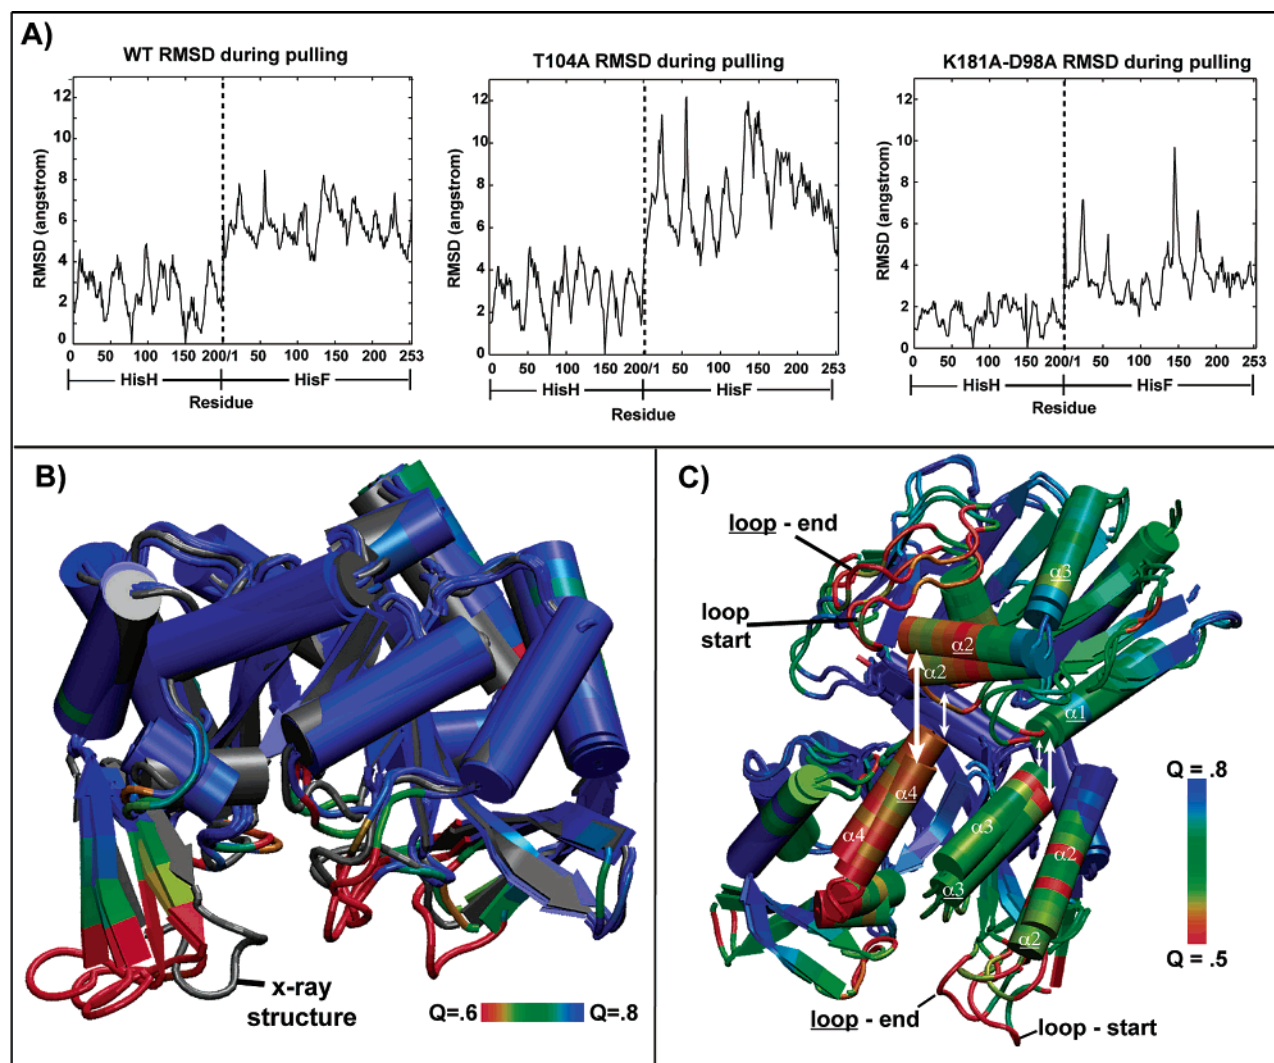 A)
WT RMSD during pulling
RMSD (angstrom)
12
10
8
6
4
2
0
0 50 100 150 200/1 50 100 150 200 253
HisH HisF
Residue
T104A RMSD during pulling
RMSD (angstrom)
12
10
8
6
4
2
0
0 50 100 150 200/1 50 100 150 200 253
HisH HisF
Residue
K181A-D98A RMSD during pulling
RMSD (angstrom)
12
10
8
6
4
2
0
0 50 100 150 200/1 50 100 150 200 253
HisH HisF
Residue
B)
x-ray
structure
Q=.6 Q=.8
C)
loop - end
loop
start
α3
α2
α2
α1
α4
α4
α3
α3
α2
α2
Q = .8
Q = .5
loop - end
loop - start